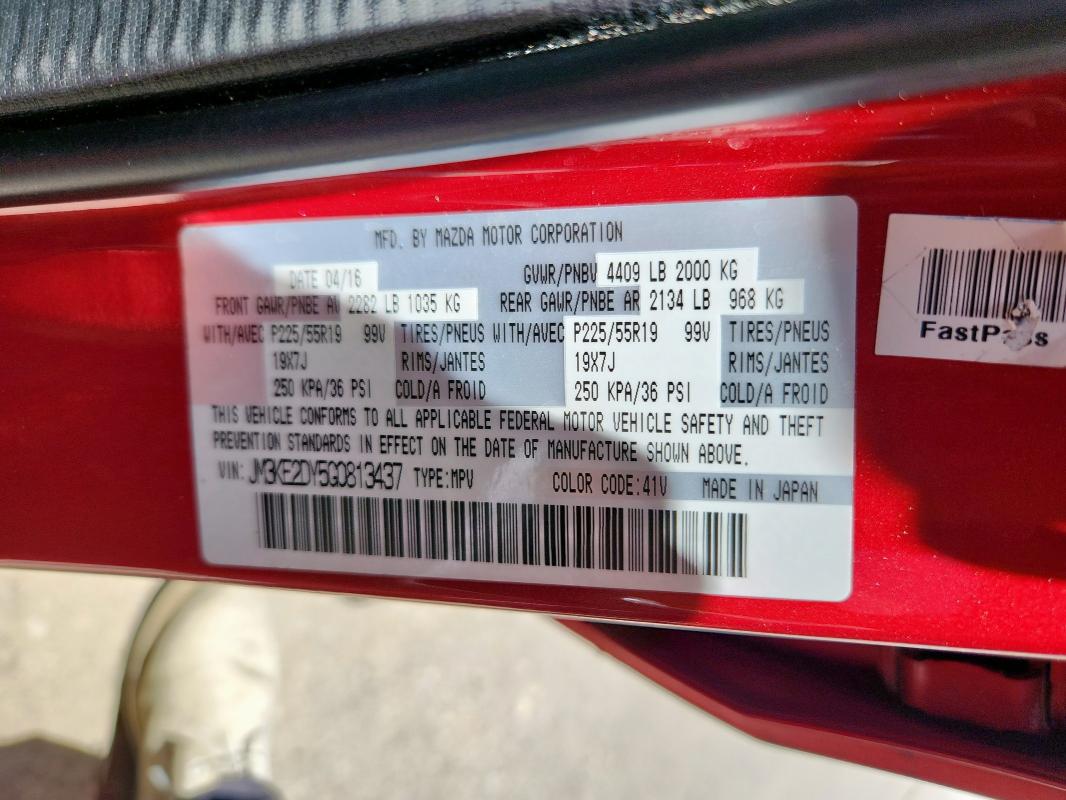 MFD. BY MAZDA MOTOR CORPORATION
DATE 04/16 GVWR/PNBV 4409 LB 2000 KG
FRONT GAWR/PNBE AV 2282 LB 1035 KG REAR GAWR/PNBE AR 2134 LB 968 KG
WITH/AVEC P225/55R19 99V TIRES/PNEUS WITH/AVEC P225/55R19 99V TIRES/PNEUS
19X7J RIMS/JANTES 19X7J RIMS/JANTES
250 KPA/36 PSI COLD/A FROID 250 KPA/36 PSI COLD/A FROID
THIS VEHICLE CONFORMS TO ALL APPLICABLE FEDERAL MOTOR VEHICLE SAFETY AND THEFT
PREVENTION STANDARDS IN EFFECT ON THE DATE OF MANUFACTURE SHOWN ABOVE.
VIN: JM3KE2DY5G0813437 TYPE:MPV COLOR CODE:41V MADE IN JAPAN
FastPass